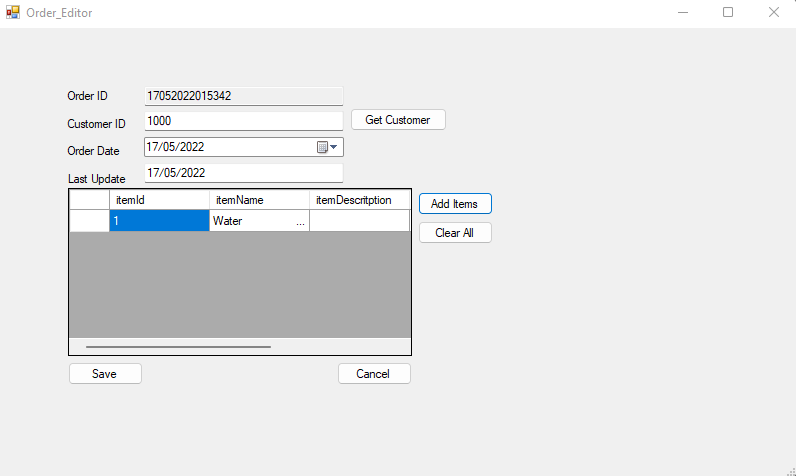 Order_Editor
Order ID 17052022015342
Customer ID 1000 Get Customer
Order Date 17/05/2022
Last Update 17/05/2022
itemId itemName itemDescritption Add Items
1 Water ...
Clear All
Save Cancel